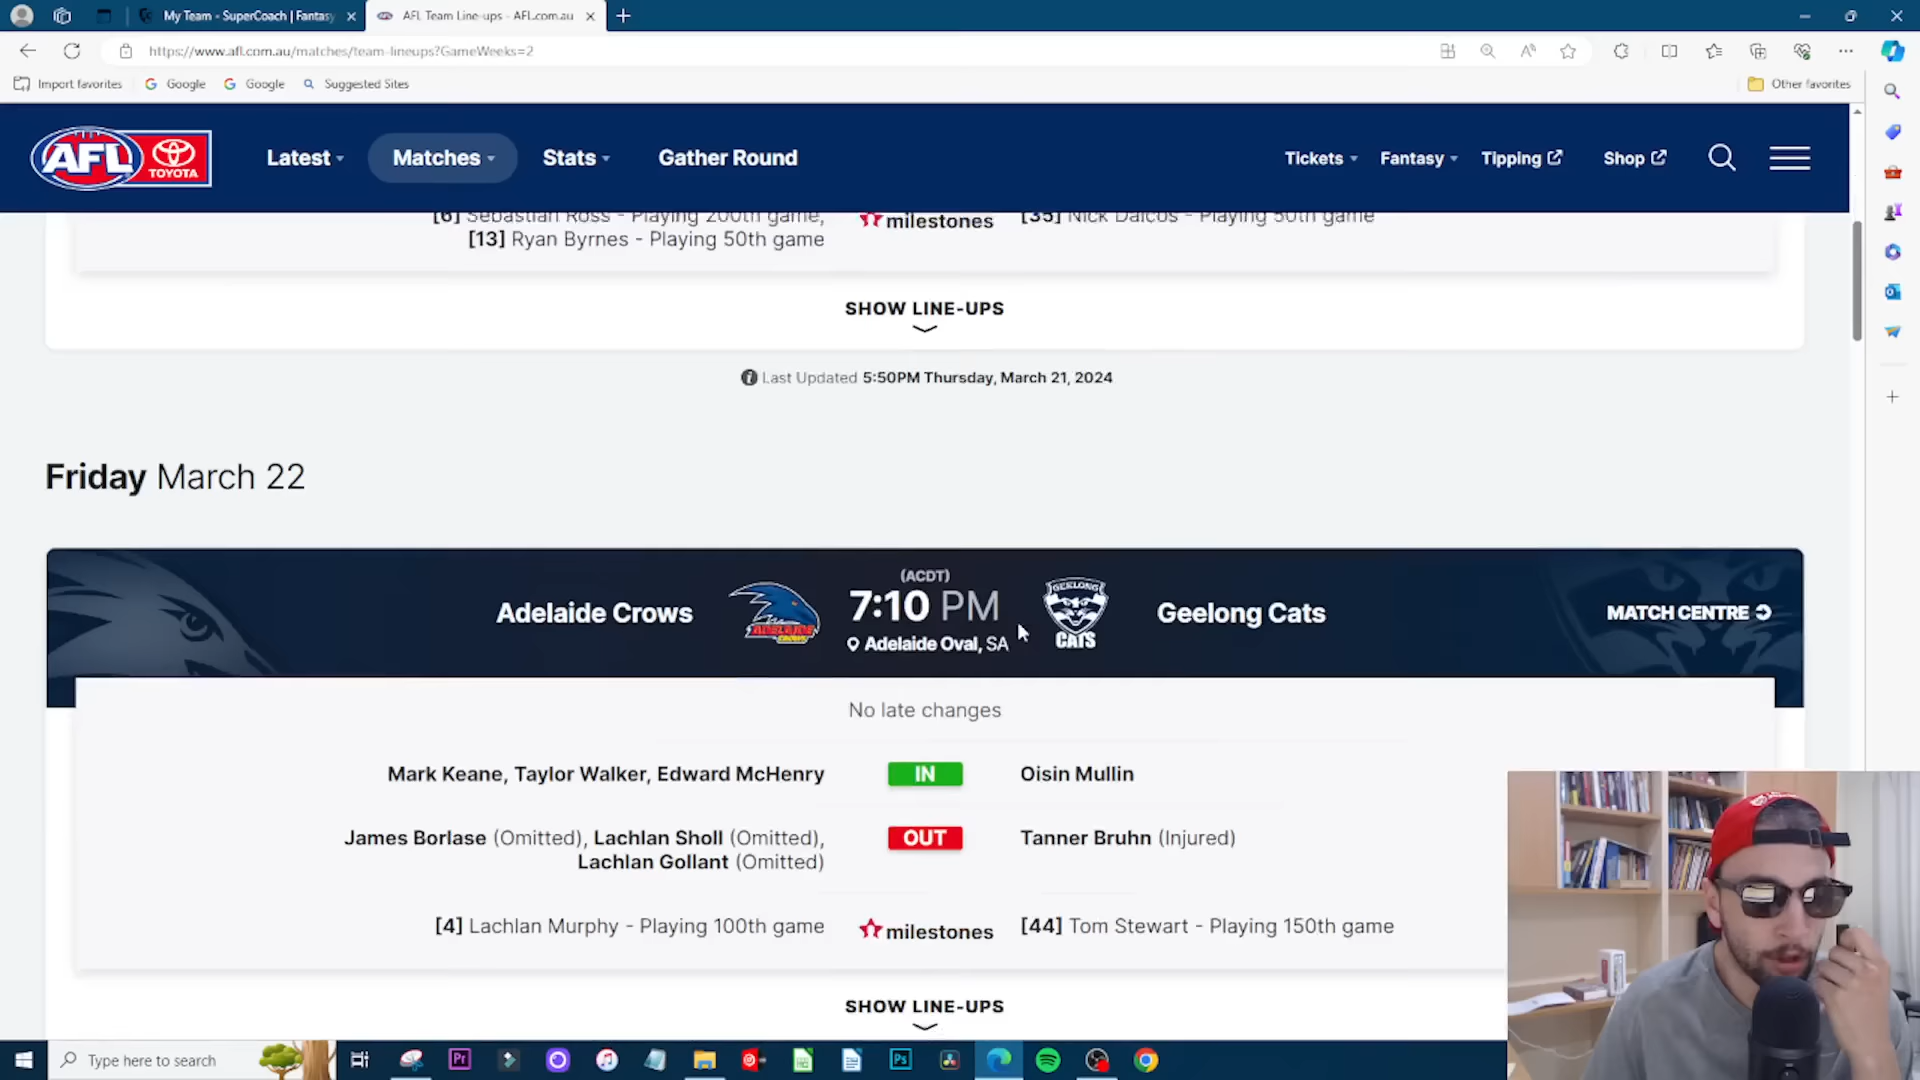 My Team - SuperCoach | Fantasy
AFL Team Line-ups - AFL.com.au
https://www.afl.com.au/matches/team-lineups?GameWeeks=2
Import favorites
Google
Google
Suggested Sites
Other favorites
AFL
TOYOTA
Latest
Matches
Stats
Gather Round
Tickets
Fantasy
Tipping
Shop
[6] Sebastian Ross - Playing 200th game,
[13] Ryan Byrnes - Playing 50th game
milestones
[35] Nick Daicos - Playing 50th game
SHOW LINE-UPS
Last Updated 5:50PM Thursday, March 21, 2024
Friday March 22
Adelaide Crows
ADELAIDE
CROWS
(ACDT)
7:10 PM
Adelaide Oval, SA
GEELONG
CATS
Geelong Cats
MATCH CENTRE
No late changes
Mark Keane, Taylor Walker, Edward McHenry
IN
Oisin Mullin
James Borlase (Omitted), Lachlan Sholl (Omitted),
Lachlan Gollant (Omitted)
OUT
Tanner Bruhn (Injured)
[4] Lachlan Murphy - Playing 100th game
milestones
[44] Tom Stewart - Playing 150th game
SHOW LINE-UPS
Type here to search
Pr
Ps